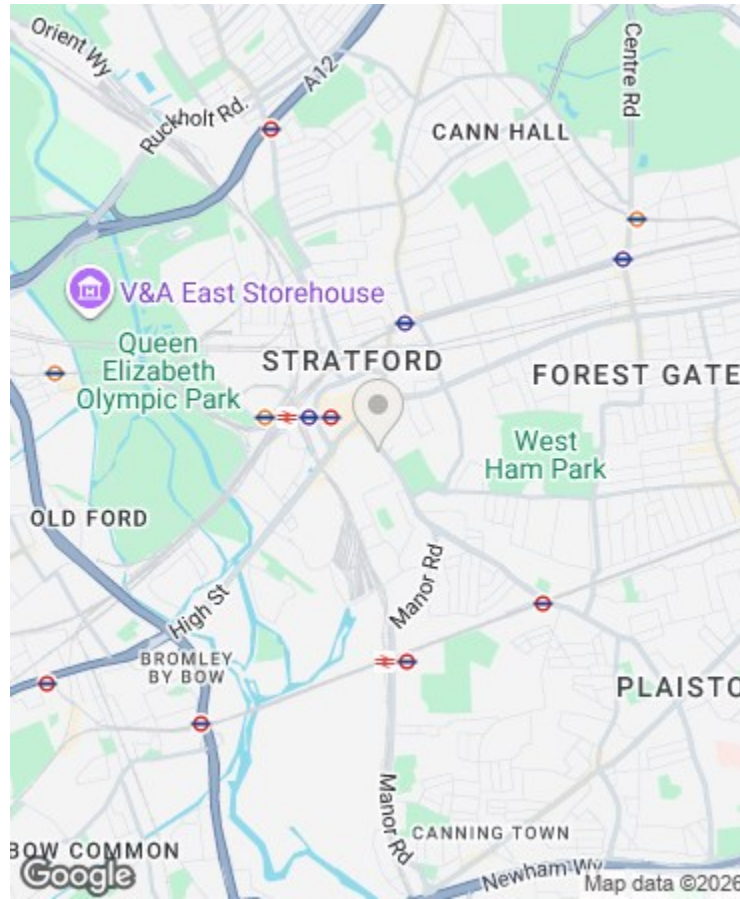 Orient Wy
A12
Ruckholt Rd.
Centre Rd
CANN HALL
V&A East Storehouse
Queen
Elizabeth
Olympic Park
STRATFORD
FOREST GATE
West
Ham Park
OLD FORD
High St
Manor Rd
BROMLEY
BY BOW
PLAISTO
Manor Rd
CANNING TOWN
BOW COMMON
Newham Wy
Google
Map data ©2026